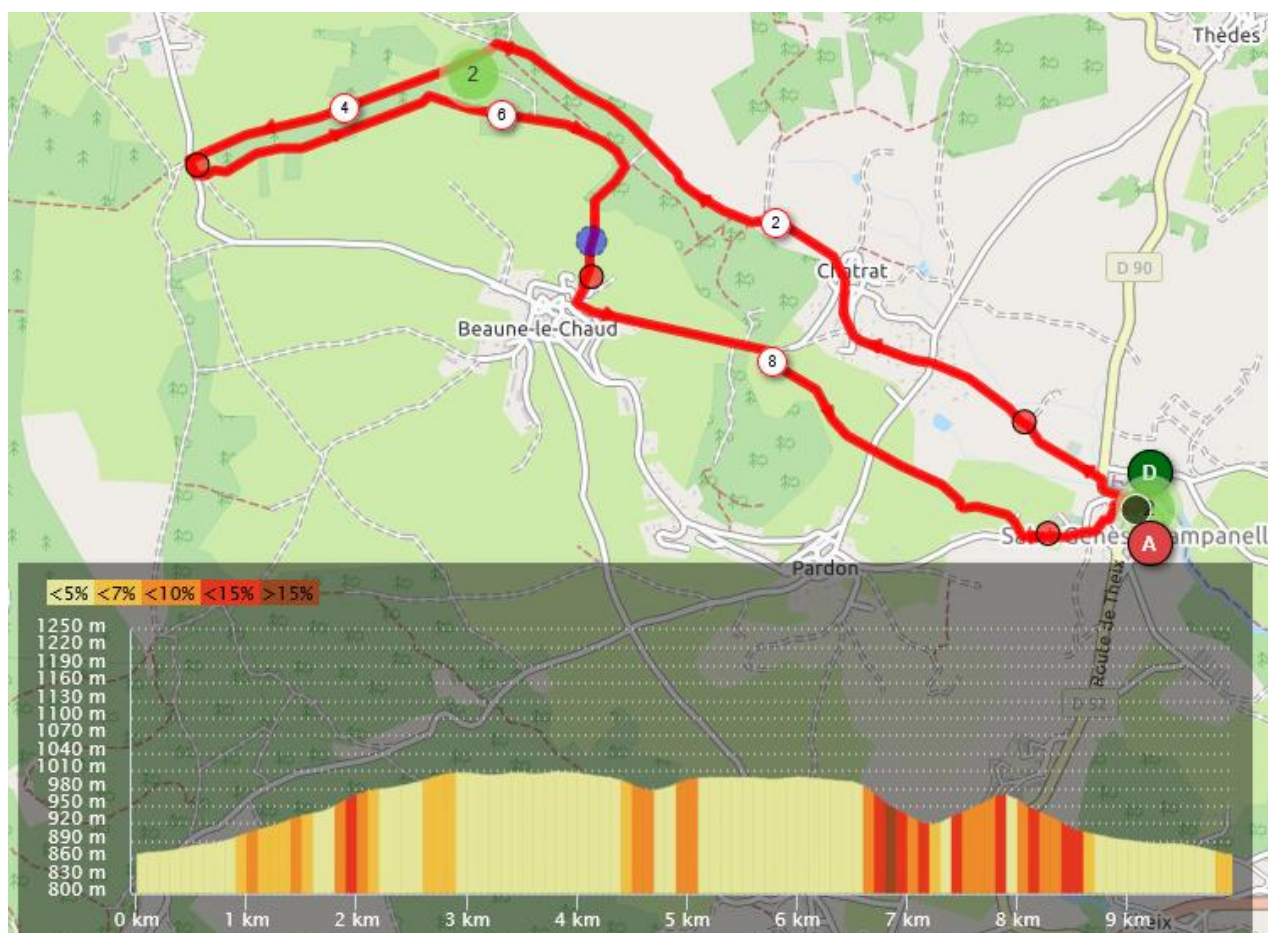 Thèdes
2
4
6
2
D 90
Chatrat
Beaune-le-Chaud
8
D
A
Pardon
Route de Theix
D 92
<5% <7% <10% <15% >15%
1250 m
1220 m
1190 m
1160 m
1130 m
1100 m
1070 m
1040 m
1010 m
980 m
950 m
920 m
890 m
860 m
830 m
800 m
0 km 1 km 2 km 3 km 4 km 5 km 6 km 7 km 8 km 9 km
Theix